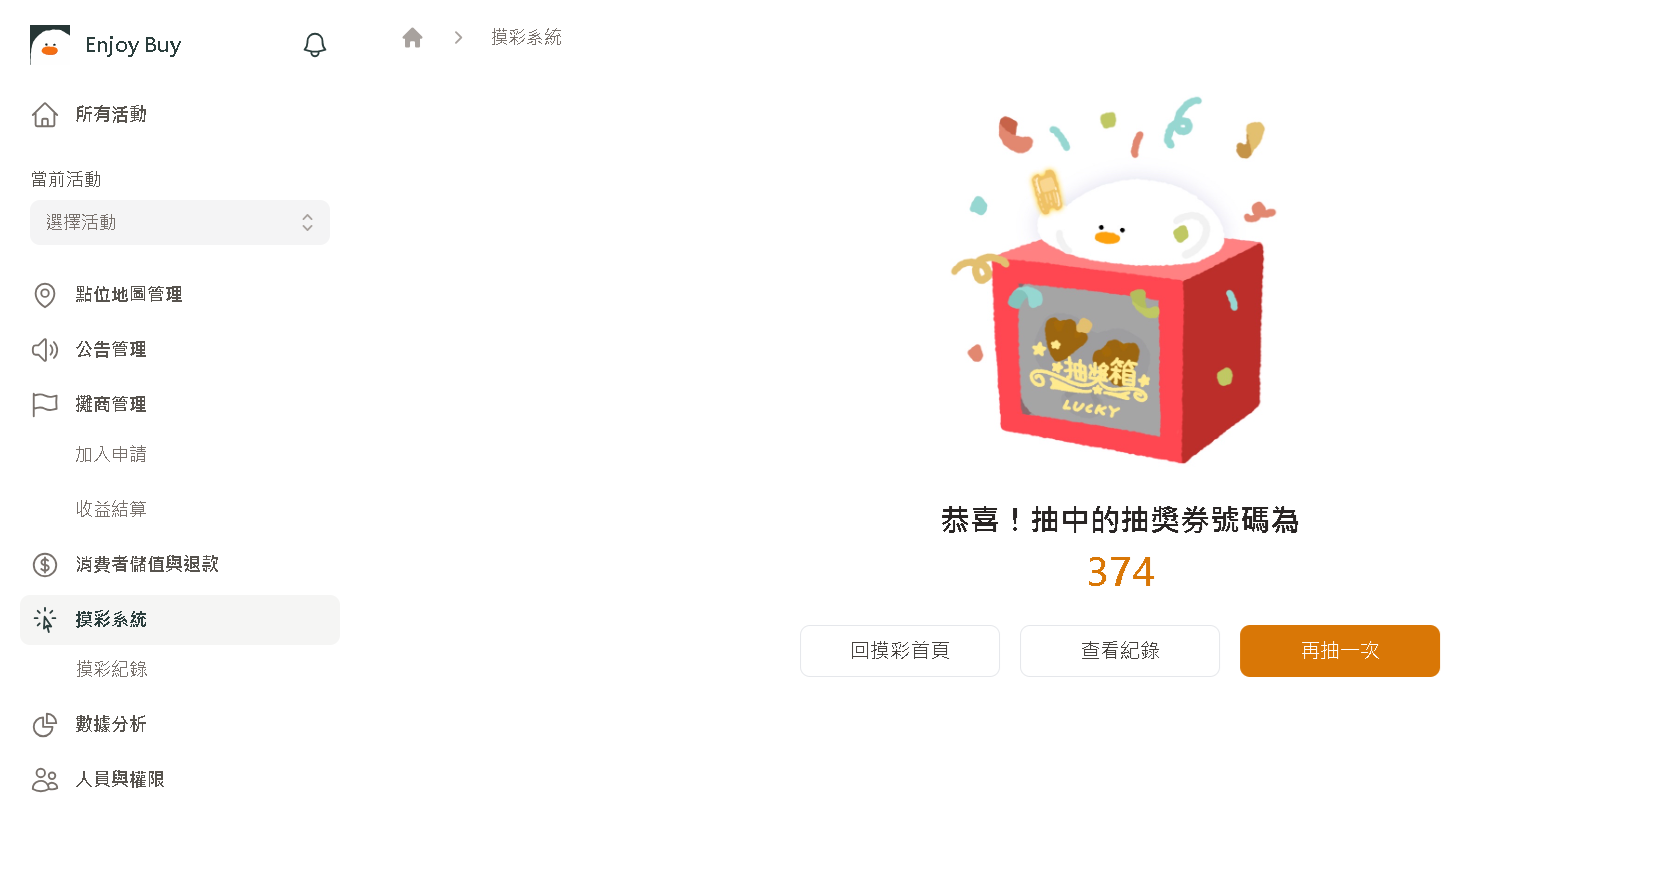 Enjoy Buy
摸彩系統
所有活動
當前活動
選擇活動
點位地圖管理
公告管理
攤商管理
加入申請
收益結算
消費者儲值與退款
摸彩系統
摸彩紀錄
數據分析
人員與權限
抽獎箱
LUCKY
恭喜！抽中的抽獎券號碼為
374
回摸彩首頁
查看紀錄
再抽一次